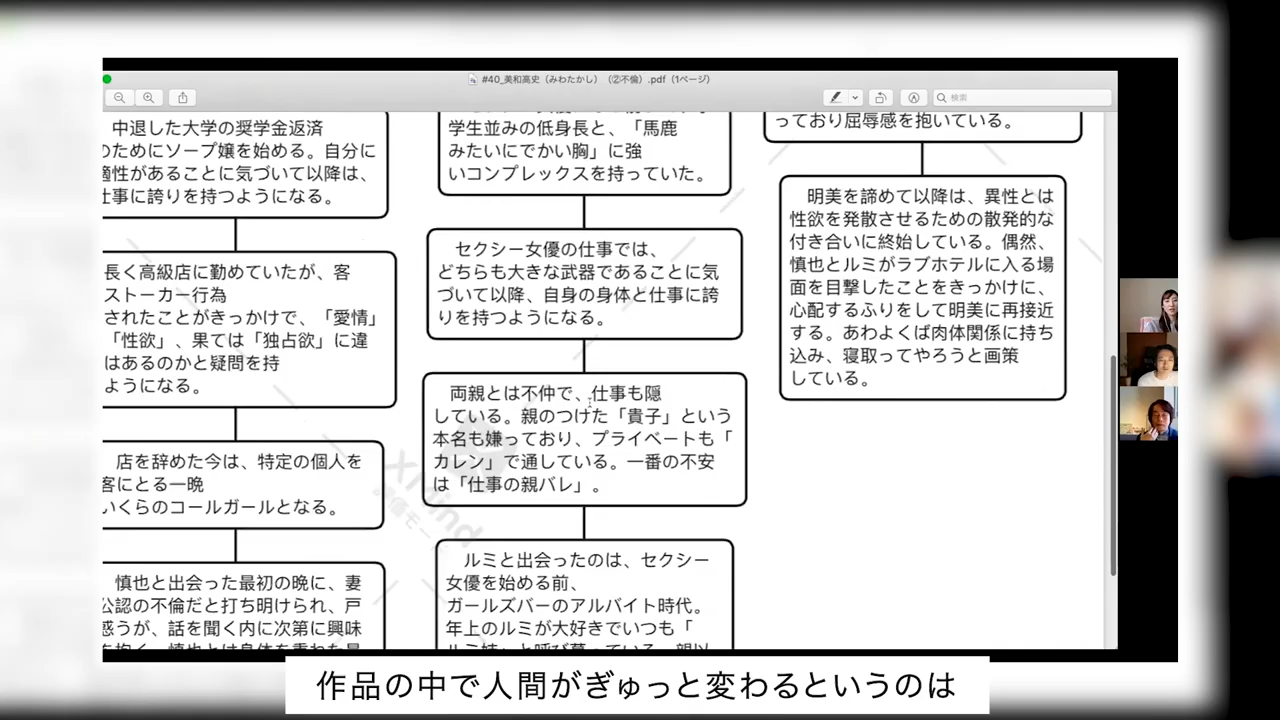 #40_美和高史（みわたかし）（②不倫）.pdf（1ページ）
検索
中退した大学の奨学金返済
のためにソープ嬢を始める。自分に
適性があることに気づいて以降は、
仕事に誇りを持つようになる。
長く高級店に勤めていたが、客
ストーカー行為
されたことがきっかけで、「愛情」
「性欲」、果ては「独占欲」に違
はあるのかと疑問を持
ようになる。
店を辞めた今は、特定の個人を
客にとる一晩
いくらのコールガールとなる。
慎也と出会った最初の晩に、妻
公認の不倫だと打ち明けられ、戸
惑うが、話を聞く内に次第に興味
学生並みの低身長と、「馬鹿
みたいにでかい胸」に強
いコンプレックスを持っていた。
セクシー女優の仕事では、
どちらも大きな武器であることに気
づいて以降、自身の身体と仕事に誇
りを持つようになる。
両親とは不仲で、仕事も隠
している。親のつけた「貴子」という
本名も嫌っており、プライベートも「
カレン」で通している。一番の不安
は「仕事の親バレ」。
ルミと出会ったのは、セクシー
女優を始める前、
ガールズバーのアルバイト時代。
年上のルミが大好きでいつも「
っており屈辱感を抱いている。
明美を諦めて以降は、異性とは
性欲を発散させるための散発的な
付き合いに終始している。偶然、
慎也とルミがラブホテルに入る場
面を目撃したことをきっかけに、
心配するふりをして明美に再接近
する。あわよくば肉体関係に持ち
込み、寝取ってやろうと画策
している。
XMind
作品の中で人間がぎゅっと変わるというのは